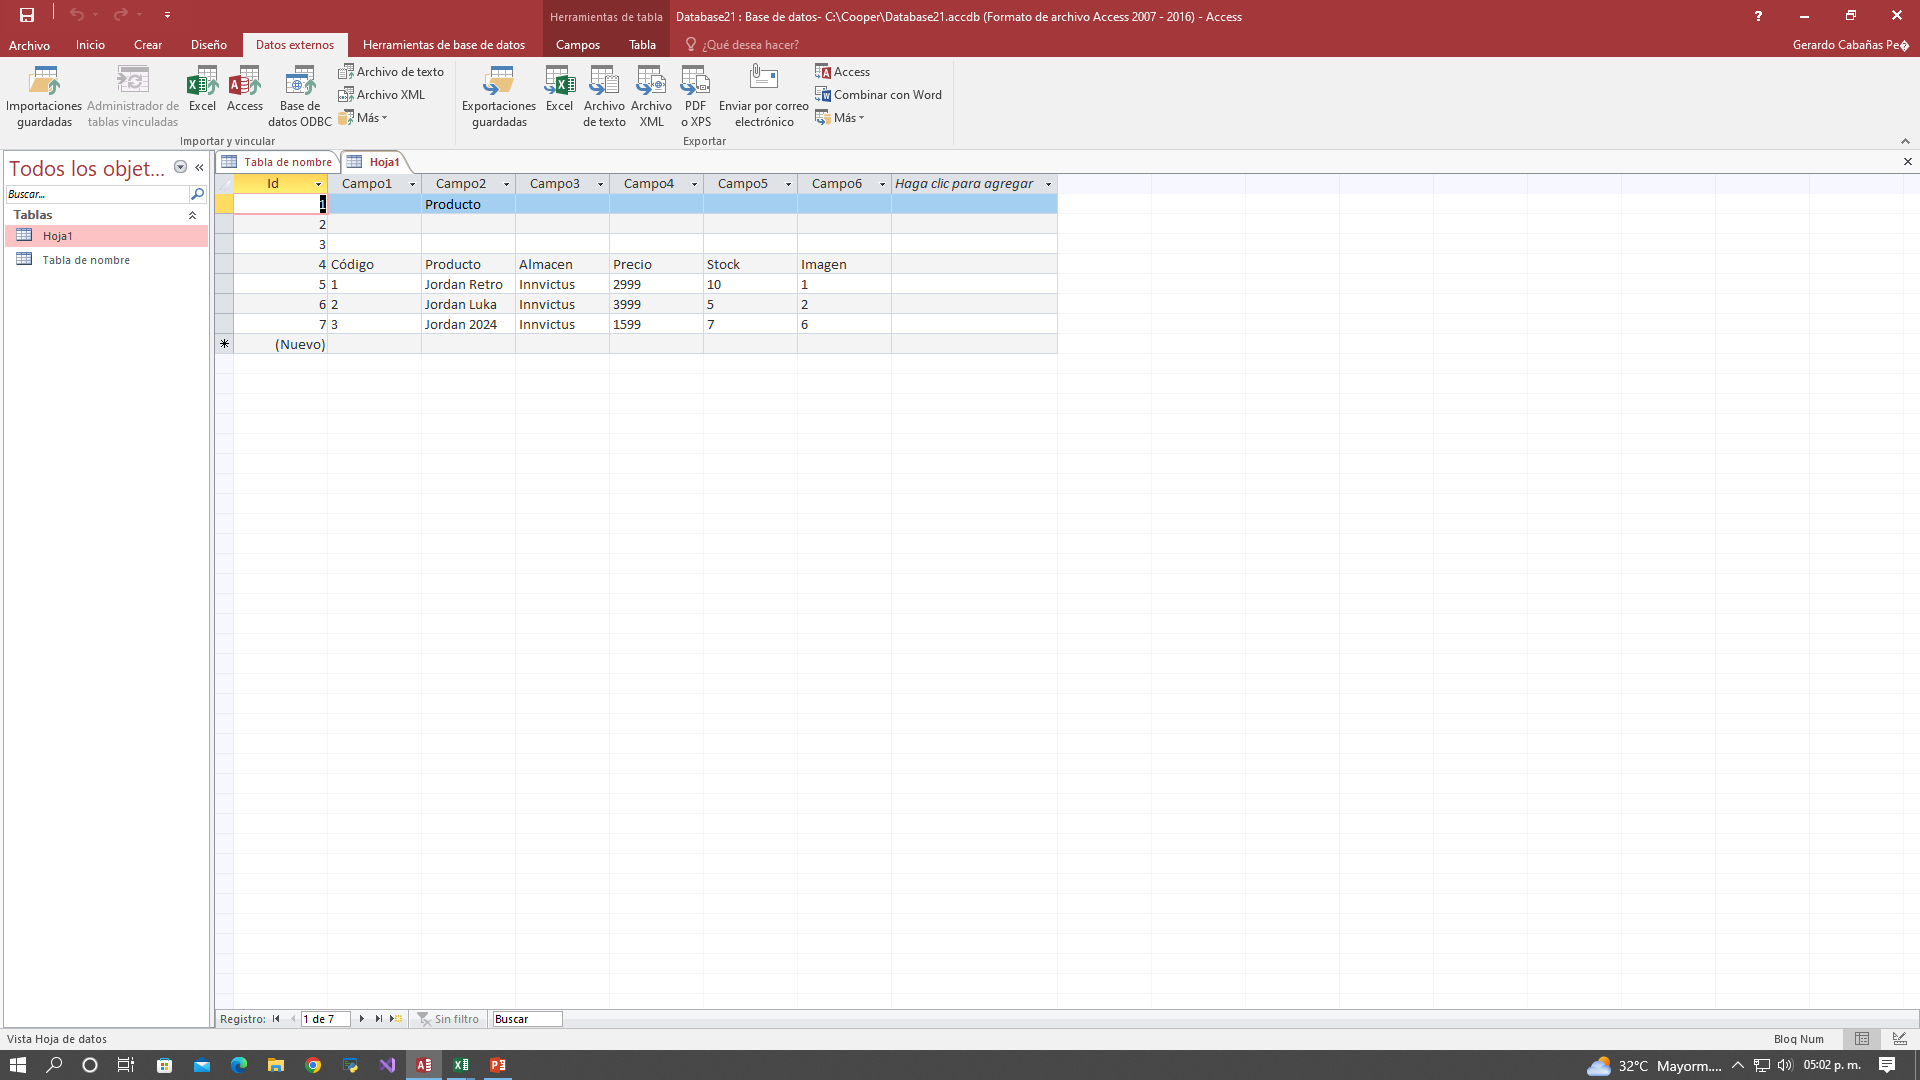 Herramientas de tabla
Database21 : Base de datos- C:\Cooper\Database21.accdb (Formato de archivo Access 2007 - 2016) - Access
?
Archivo
Inicio
Crear
Diseño
Datos externos
Herramientas de base de datos
Campos
Tabla
¿Qué desea hacer?
Gerardo Cabañas Pe�
Importaciones guardadas
Administrador de tablas vinculadas
Excel
Access
Base de datos ODBC
Archivo de texto
Archivo XML
Más
Importar y vincular
Exportaciones guardadas
Excel
Archivo de texto
Archivo XML
PDF o XPS
Enviar por correo electrónico
Access
Combinar con Word
Más
Exportar
Todos los objet...
Buscar...
Tablas
Hoja1
Tabla de nombre
Tabla de nombre
Hoja1
Id Campo1 Campo2 Campo3 Campo4 Campo5 Campo6 Haga clic para agregar
1 Producto
2
3
4 Código Producto Almacen Precio Stock Imagen
5 1 Jordan Retro Innvictus 2999 10 1
6 2 Jordan Luka Innvictus 3999 5 2
7 3 Jordan 2024 Innvictus 1599 7 6
(Nuevo)
Registro: 1 de 7 Sin filtro Buscar
Vista Hoja de datos
Bloq Num
32°C Mayorm....
05:02 p. m.